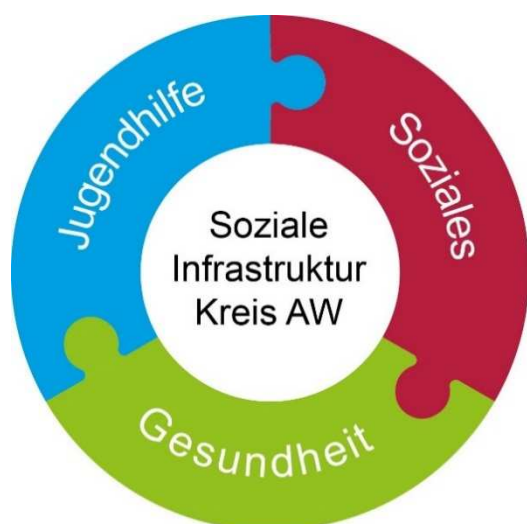 Jugendhilfe
Soziales
Soziale
Infrastruktur
Kreis AW
Gesundheit